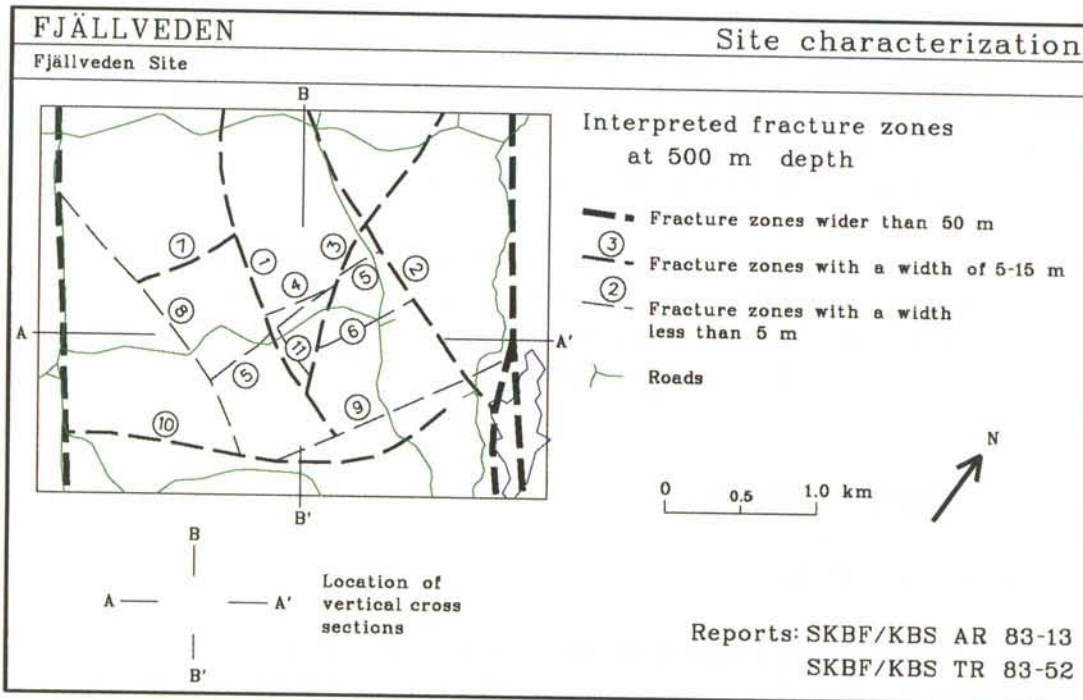 FJÄLLVEDEN
Site characterization
Fjällveden Site
B
Interpreted fracture zones
at 500 m depth
Fracture zones wider than 50 m
3
Fracture zones with a width of 5-15 m
2
Fracture zones with a width
less than 5 m
Roads
7
1
3
4
5
2
8
A
6
A'
11
5
9
10
B'
N
0 0.5 1.0 km
B
A
A'
B'
Location of
vertical cross
sections
Reports: SKBF/KBS AR 83-13
SKBF/KBS TR 83-52